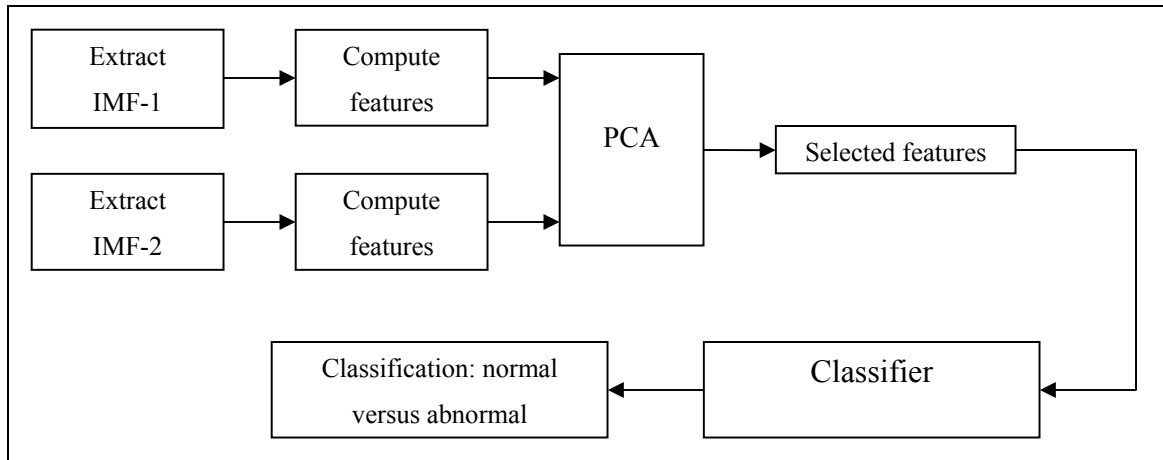 Extract
IMF-1
Compute
features
PCA
Selected features
Extract
IMF-2
Compute
features
Classification: normal
versus abnormal
Classifier